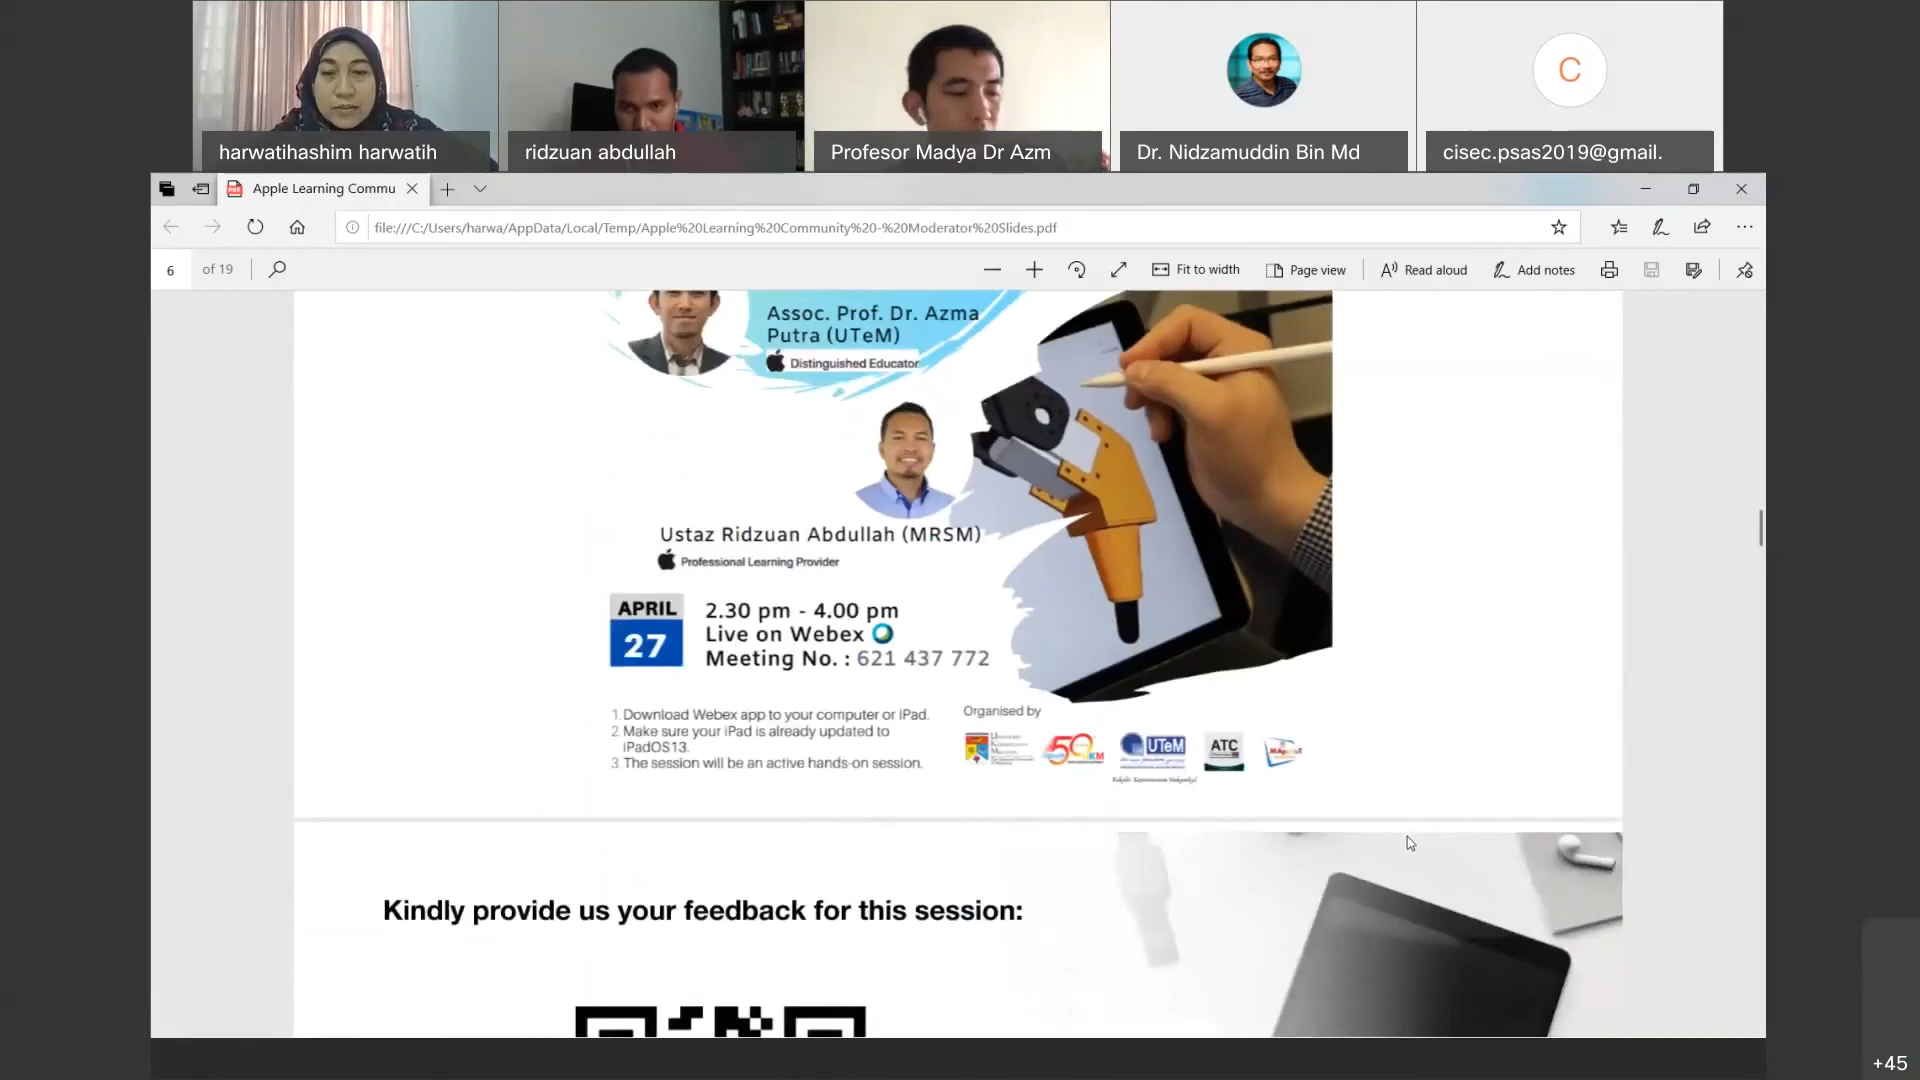 harwatihashim harwatih
ridzuan abdullah
Profesor Madya Dr Azm
Dr. Nidzamuddin Bin Md
C
cisec.psas2019@gmail.
Apple Learning Commu
file:///C:/Users/harwa/AppData/Local/Temp/Apple%20Learning%20Community%20-%20Moderator%20Slides.pdf
6 of 19
Fit to width
Page view
Read aloud
Add notes
Assoc. Prof. Dr. Azma
Putra (UTeM)
Distinguished Educator
Ustaz Ridzuan Abdullah (MRSM)
Professional Learning Provider
APRIL
27
2.30 pm - 4.00 pm
Live on Webex
Meeting No. : 621 437 772
1. Download Webex app to your computer or iPad.
2. Make sure your iPad is already updated to
iPadOS13.
3. The session will be an active hands-on session.
Organised by
50
UTeM
ATC
Kindly provide us your feedback for this session:
+45